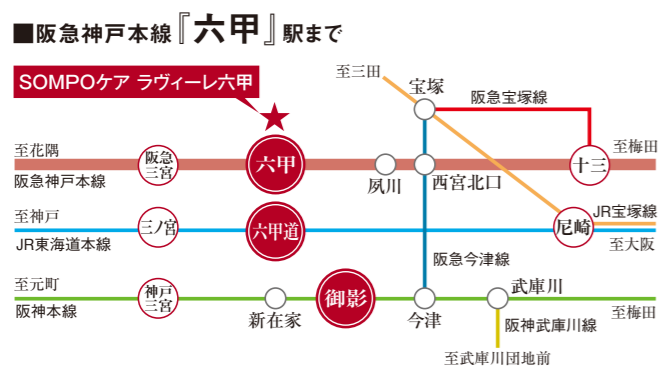 ■阪急神戸本線『六甲』駅まで
SOMPOケア ラヴィーレ六甲
至三田
宝塚
阪急宝塚線
至花隈
阪急神戸本線
阪急
三宮
六甲
夙川
西宮北口
十三
至梅田
至神戸
JR東海道本線
三ノ宮
六甲道
尼崎
JR宝塚線
至大阪
阪急今津線
至元町
阪神本線
神戸
三宮
新在家
御影
今津
武庫川
阪神武庫川線
至梅田
至武庫川団地前